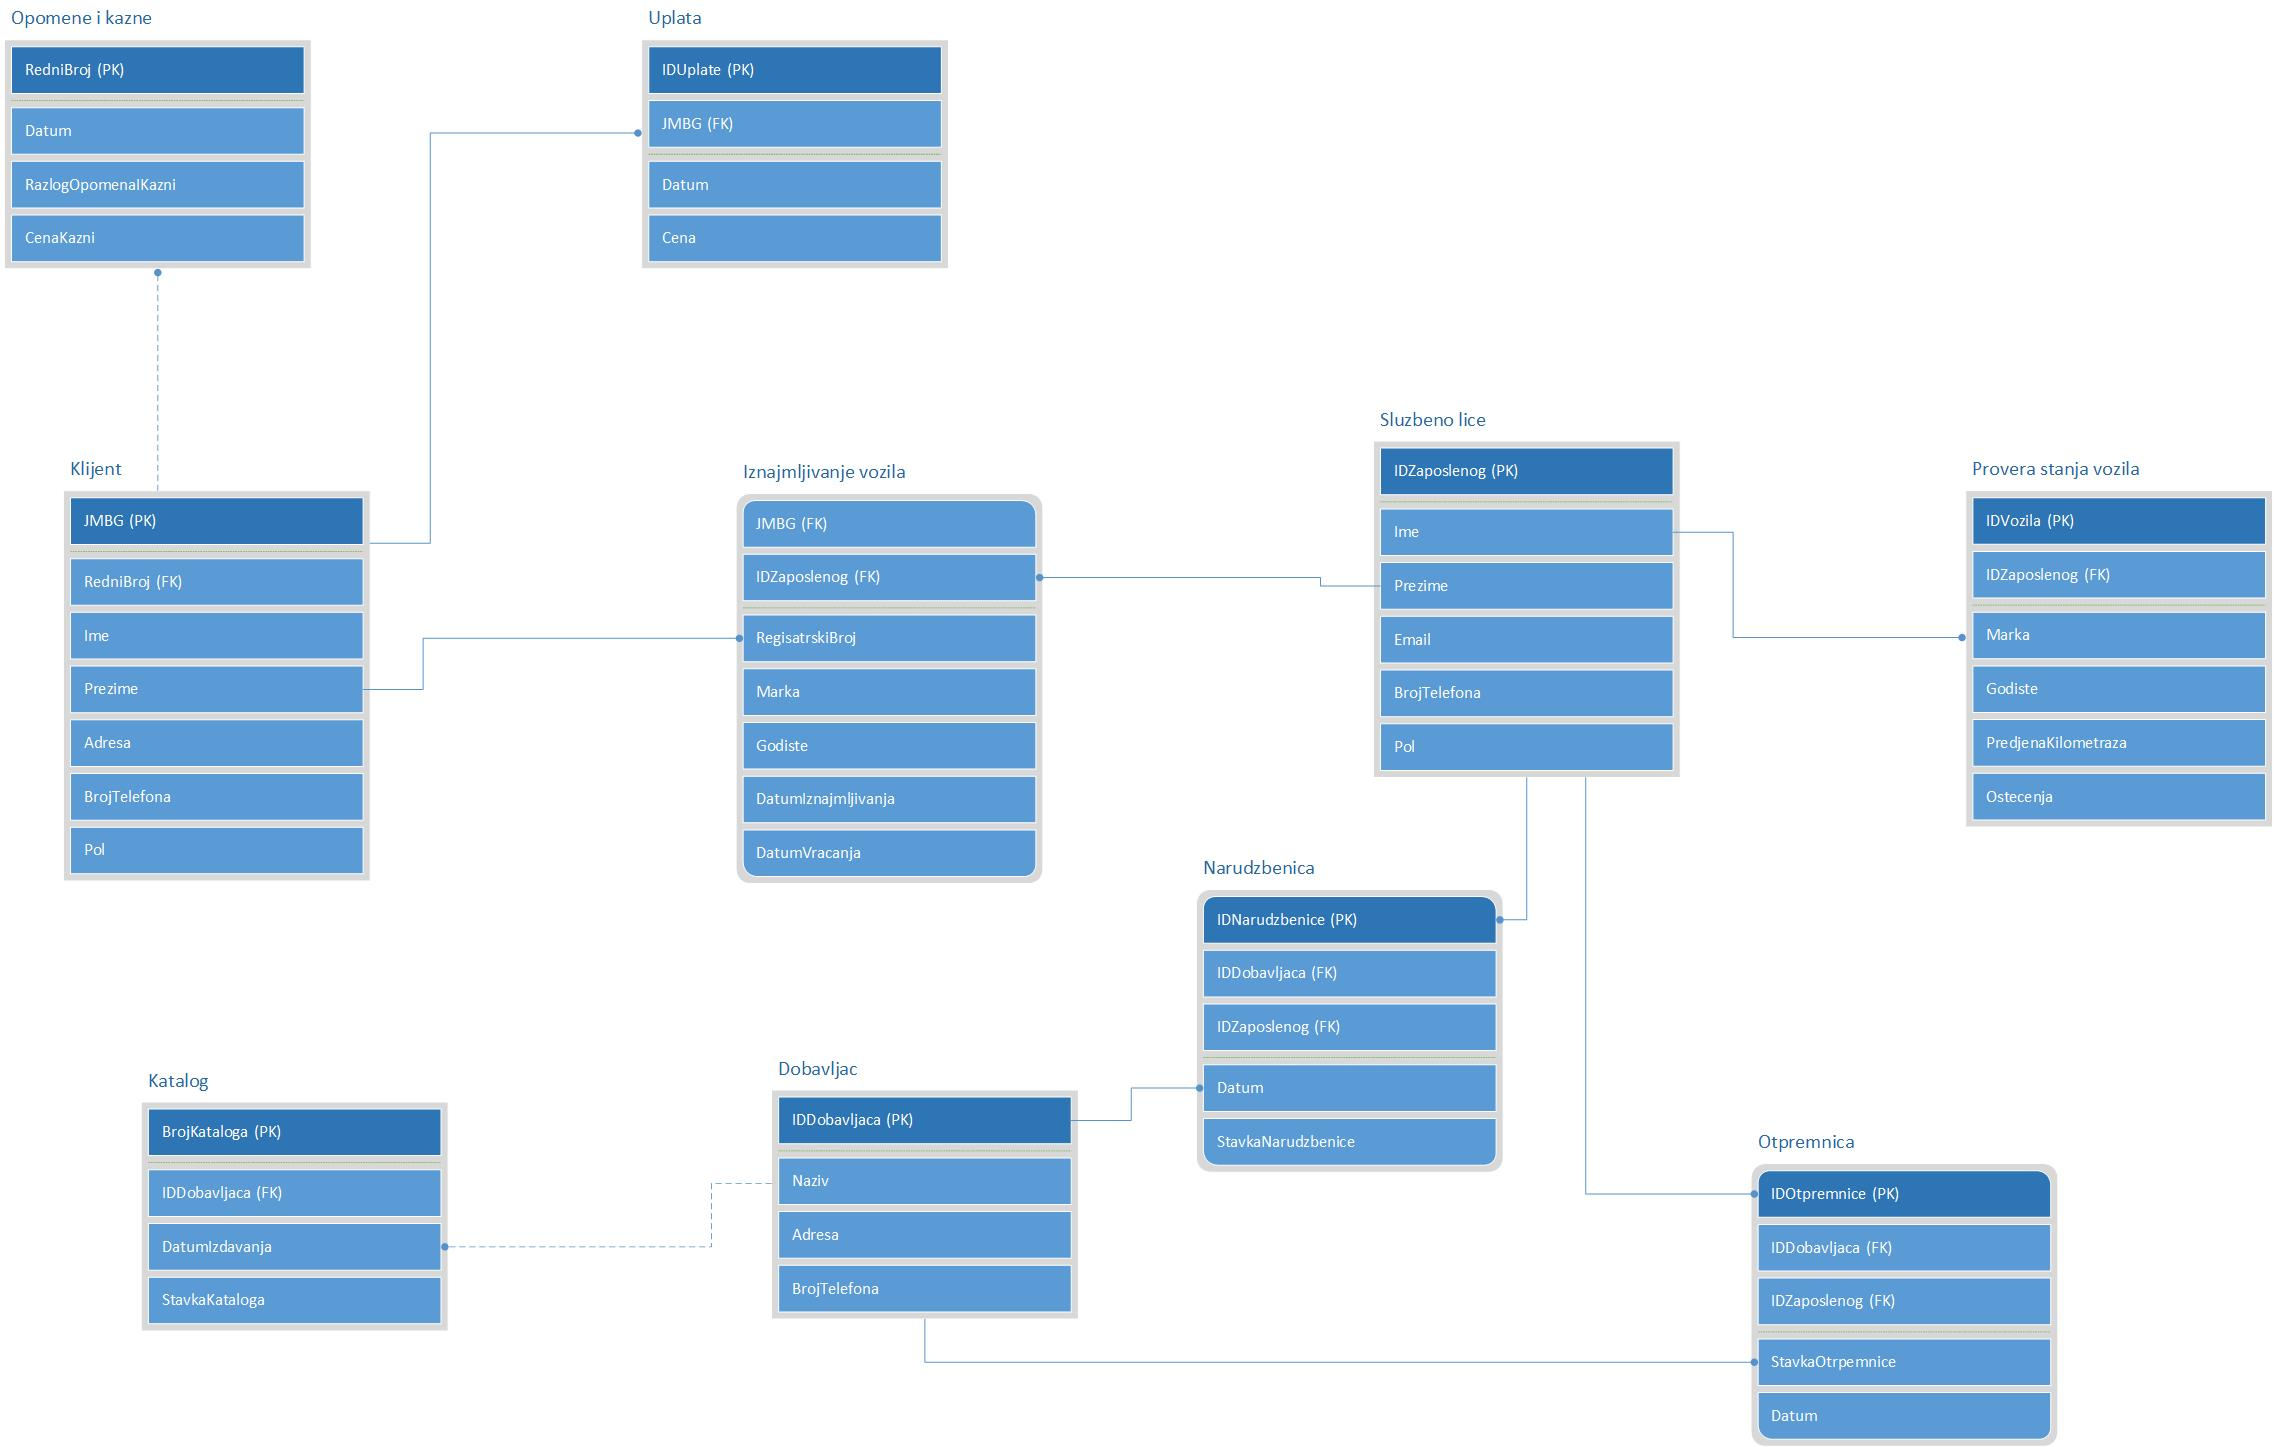 Opomene i kazne
RedniBroj (PK)
Datum
RazlogOpomenaIKazni
CenaKazni
Uplata
IDUplate (PK)
JMBG (FK)
Datum
Cena
Klijent
JMBG (PK)
RedniBroj (FK)
Ime
Prezime
Adresa
BrojTelefona
Pol
Iznajmljivanje vozila
JMBG (FK)
IDZaposlenog (FK)
RegisatrskiBroj
Marka
Godiste
DatumIznajmljivanja
DatumVracanja
Sluzbeno lice
IDZaposlenog (PK)
Ime
Prezime
Email
BrojTelefona
Pol
Provera stanja vozila
IDVozila (PK)
IDZaposlenog (FK)
Marka
Godiste
PredjenaKilometraza
Ostecenja
Narudzbenica
IDNarudzbenice (PK)
IDDobavljaca (FK)
IDZaposlenog (FK)
Datum
StavkaNarudzbenice
Katalog
BrojKataloga (PK)
IDDobavljaca (FK)
DatumIzdavanja
StavkaKataloga
Dobavljac
IDDobavljaca (PK)
Naziv
Adresa
BrojTelefona
Otpremnica
IDOtpremnice (PK)
IDDobavljaca (FK)
IDZaposlenog (FK)
StavkaOtrpemnice
Datum